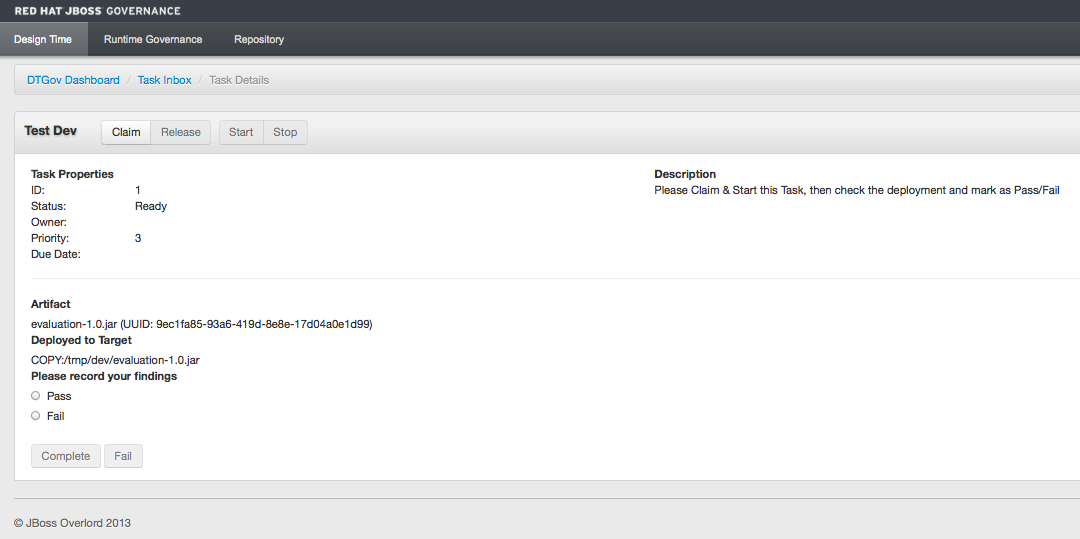 RED HAT JBOSS GOVERNANCE
Design Time Runtime Governance Repository
DTGov Dashboard / Task Inbox / Task Details
Test Dev Claim Release Start Stop
Task Properties
ID: 1
Status: Ready
Owner:
Priority: 3
Due Date:
Description
Please Claim & Start this Task, then check the deployment and mark as Pass/Fail
Artifact
evaluation-1.0.jar (UUID: 9ec1fa85-93a6-419d-8e8e-17d04a0e1d99)
Deployed to Target
COPY:/tmp/dev/evaluation-1.0.jar
Please record your findings
Pass
Fail
Complete Fail
© JBoss Overlord 2013